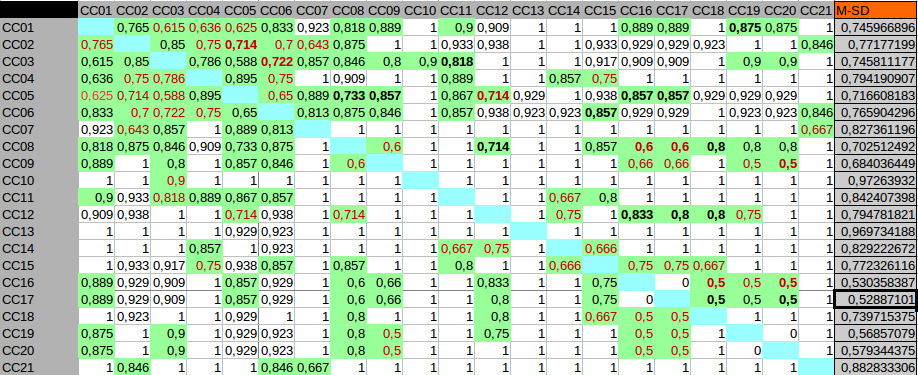 CC01 CC02 CC03 CC04 CC05 CC06 CC07 CC08 CC09 CC10 CC11 CC12 CC13 CC14 CC15 CC16 CC17 CC18 CC19 CC20 CC21 M-SD
CC01 0,765 0,615 0,636 0,625 0,833 0,923 0,818 0,889 1 0,9 0,909 1 1 1 0,889 0,889 1 0,875 0,875 1 0,745966896
CC02 0,765 0,85 0,75 0,714 0,7 0,643 0,875 1 1 0,933 0,938 1 1 0,933 0,929 0,929 0,923 1 1 0,846 0,77177199
CC03 0,615 0,85 0,786 0,588 0,722 0,857 0,846 0,8 0,9 0,818 1 1 1 0,917 0,909 0,909 1 0,9 0,9 1 0,745811177
CC04 0,636 0,75 0,786 0,895 0,75 1 0,909 1 1 0,889 1 1 0,857 0,75 1 1 1 1 1 1 0,794190907
CC05 0,625 0,714 0,588 0,895 0,65 0,889 0,733 0,857 1 0,867 0,714 0,929 1 0,938 0,857 0,857 0,929 0,929 0,929 1 0,716608183
CC06 0,833 0,7 0,722 0,75 0,65 0,813 0,875 0,846 1 0,857 0,938 0,923 0,923 0,857 0,929 0,929 1 0,923 0,923 0,846 0,765904296
CC07 0,923 0,643 0,857 1 0,889 0,813 1 1 1 1 1 1 1 1 1 1 1 1 1 0,667 0,827361196
CC08 0,818 0,875 0,846 0,909 0,733 0,875 1 0,6 1 1 0,714 1 1 0,857 0,6 0,6 0,8 0,8 0,8 1 0,702512492
CC09 0,889 1 0,8 1 0,857 0,846 1 0,6 1 1 1 1 1 1 0,66 0,66 1 0,5 0,5 1 0,684036449
CC10 1 1 0,9 1 1 1 1 1 1 1 1 1 1 1 1 1 1 1 1 1 0,97263932
CC11 0,9 0,933 0,818 0,889 0,867 0,857 1 1 1 1 1 1 0,667 0,8 1 1 1 1 1 1 0,842407398
CC12 0,909 0,938 1 1 0,714 0,938 1 0,714 1 1 1 1 0,75 1 0,833 0,8 0,8 0,75 1 1 0,794781821
CC13 1 1 1 1 0,929 0,923 1 1 1 1 1 1 1 1 1 1 1 1 1 1 0,969734188
CC14 1 1 1 0,857 1 0,923 1 1 1 1 0,667 0,75 1 0,666 1 1 1 1 1 1 0,829222672
CC15 1 0,933 0,917 0,75 0,938 0,857 1 0,857 1 1 0,8 1 1 0,666 0,75 0,75 0,667 1 1 1 0,772326116
CC16 0,889 0,929 0,909 1 0,857 0,929 1 0,6 0,66 1 1 0,833 1 1 0,75 0 0,5 0,5 0,5 1 0,530358387
CC17 0,889 0,929 0,909 1 0,857 0,929 1 0,6 0,66 1 1 0,8 1 1 0,75 0 0,5 0,5 0,5 1 0,52887101
CC18 1 0,923 1 1 0,929 1 1 0,8 1 1 1 0,8 1 1 0,667 0,5 0,5 1 1 1 0,739715375
CC19 0,875 1 0,9 1 0,929 0,923 1 0,8 0,5 1 1 0,75 1 1 1 0,5 0,5 1 0 1 0,56857079
CC20 0,875 1 0,9 1 0,929 0,923 1 0,8 0,5 1 1 1 1 1 1 0,5 0,5 1 0 1 0,579344375
CC21 1 0,846 1 1 1 0,846 0,667 1 1 1 1 1 1 1 1 1 1 1 1 1 0,882833306